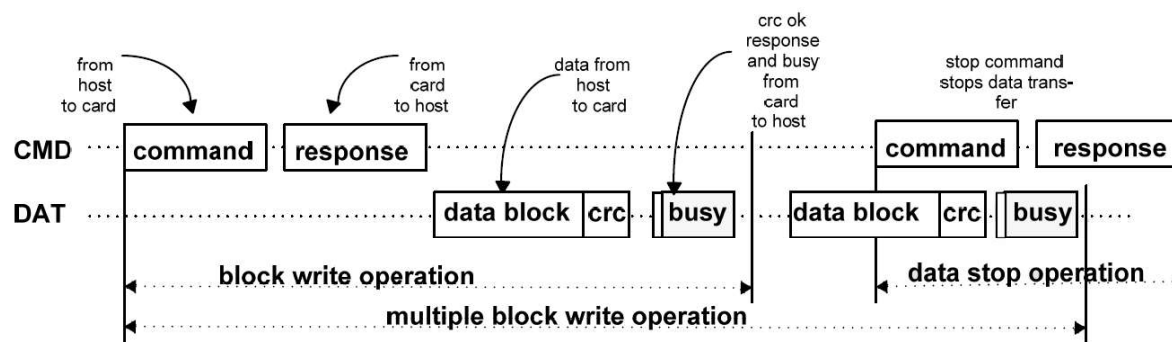 from
host
to card
from
card
to host
data from
host
to card
crc ok
response
and busy
from
card
to host
stop command
stops data trans-
fer
CMD
command
response
command
response
DAT
data block
crc
busy
data block
crc
busy
block write operation
data stop operation
multiple block write operation